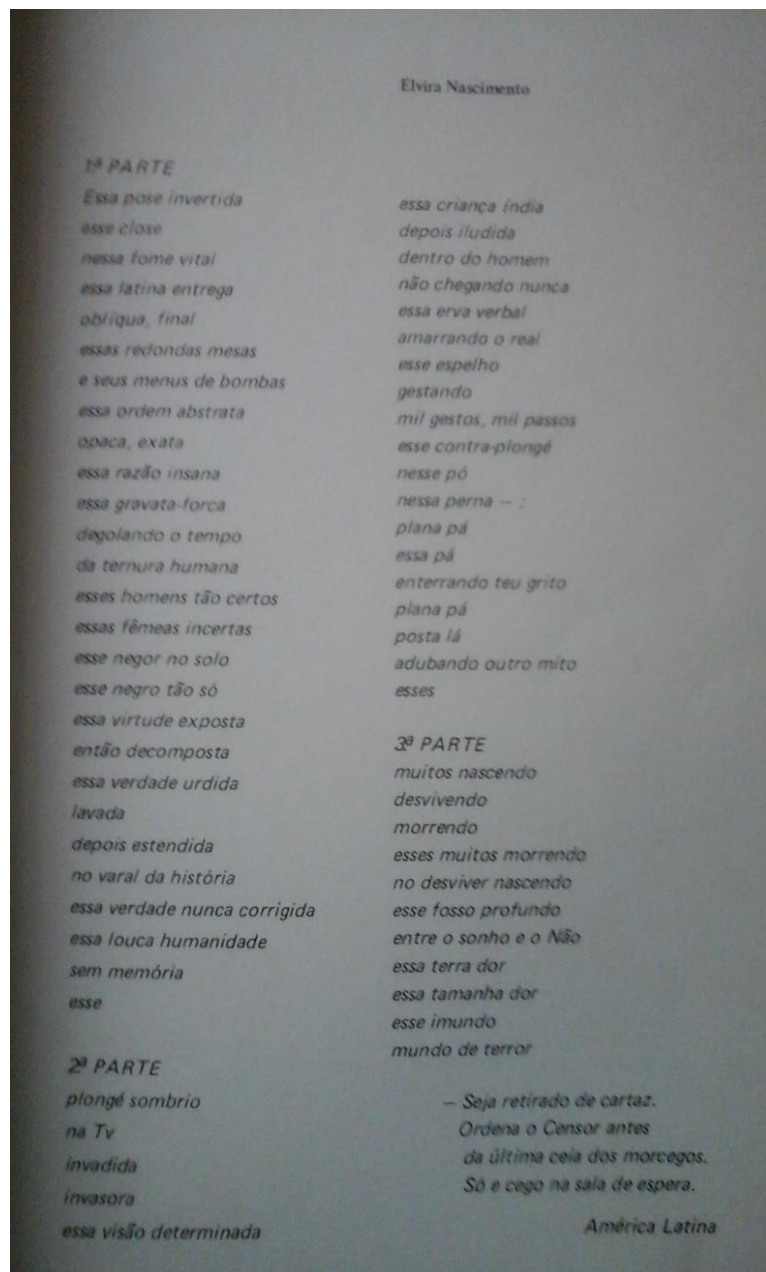 Elvira Nascimento
1ª PARTE
Essa pose invertida
esse close
nessa fome vital
essa latina entrega
oblíqua, final
essas redondas mesas
e seus menus de bombas
essa ordem abstrata
opaca, exata
essa razão insana
essa gravata-forca
degolando o tempo
da ternura humana
esses homens tão certos
essas fêmeas incertas
esse negor no solo
esse negro tão só
essa virtude exposta
então decomposta
essa verdade urdida
lavada
depois estendida
no varal da história
essa verdade nunca corrigida
essa louca humanidade
sem memória
esse
2ª PARTE
plongé sombrio
na Tv
invadida
invasora
essa visão determinada
essa criança índia
depois iludida
dentro do homem
não chegando nunca
essa erva verbal
amarrando o real
esse espelho
gestando
mil gestos, mil passos
esse contra-plongé
nesse pó
nessa perna — :
plana pá
essa pá
enterrando teu grito
plana pá
posta lá
adubando outro mito
esses
3ª PARTE
muitos nascendo
desvivendo
morrendo
esses muitos morrendo
no desviver nascendo
esse fosso profundo
entre o sonho e o Não
essa terra dor
essa tamanha dor
esse imundo
mundo de terror
— Seja retirado de cartaz.
Ordena o Censor antes
da última ceia dos morcegos.
Só e cego na sala de espera.
América Latina